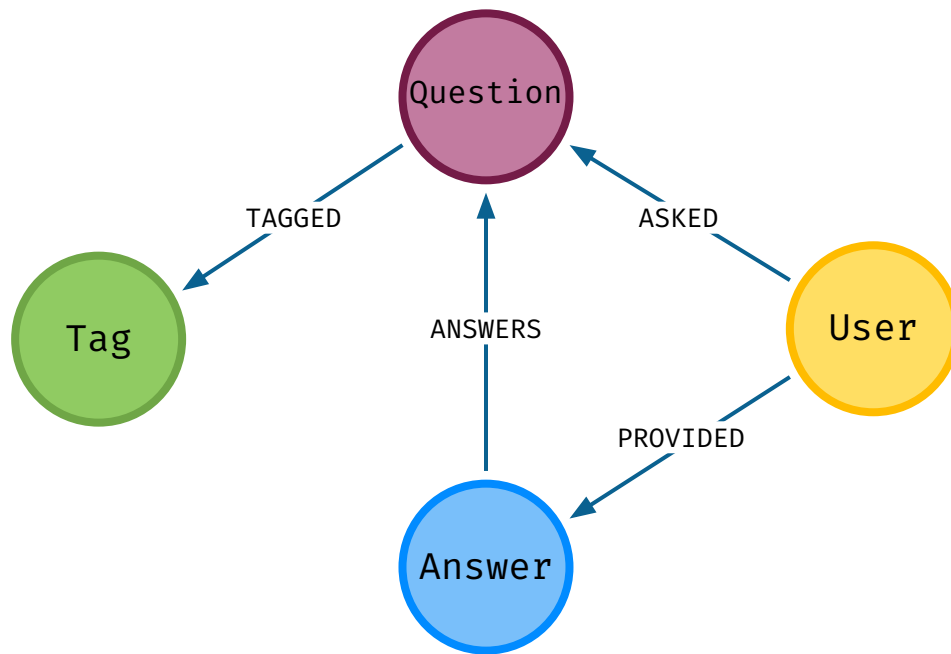 Question
TAGGED
ASKED
Tag
ANSWERS
User
PROVIDED
Answer